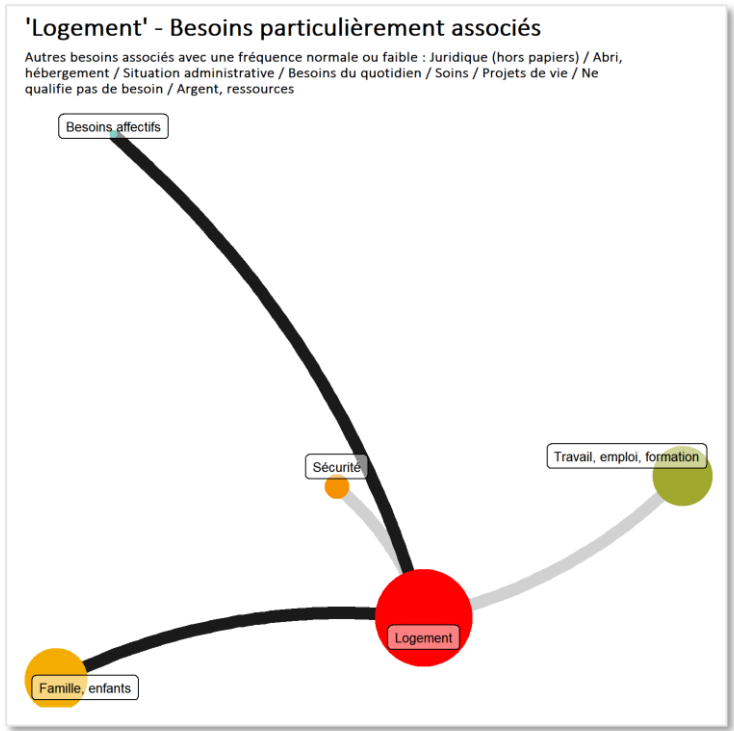 'Logement' - Besoins particulièrement associés
Autres besoins associés avec une fréquence normale ou faible : Juridique (hors papiers) / Abri,
hébergement / Situation administrative / Besoins du quotidien / Soins / Projets de vie / Ne
qualifie pas de besoin / Argent, ressources
Besoins affectifs
Travail, emploi, formation
Sécurité
Logement
Famille, enfants